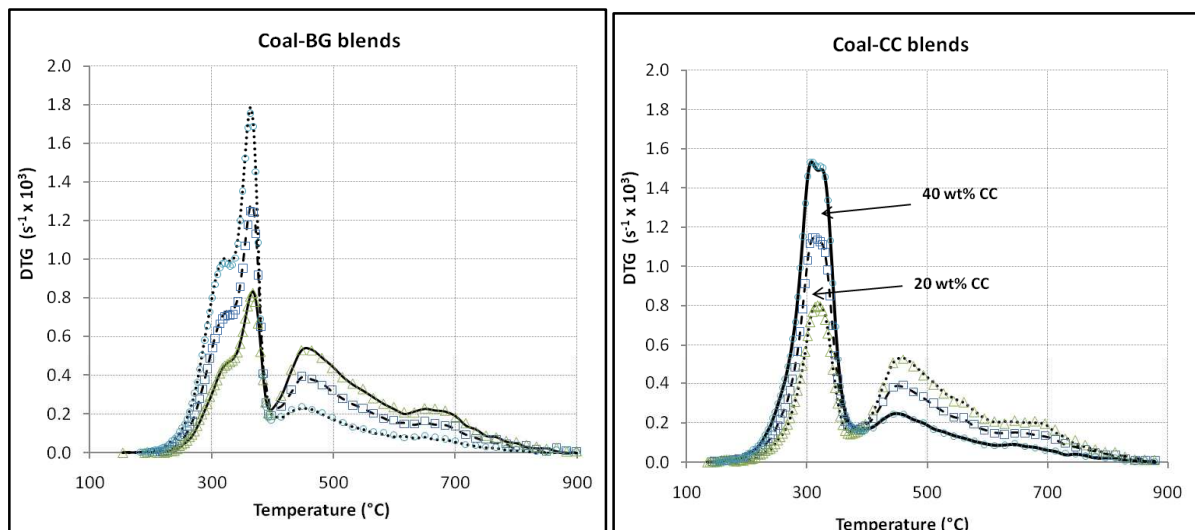 Coal-BG blends
2.0
1.8
1.6
1.4
1.2
1.0
0.8
0.6
0.4
0.2
0.0
DTG (s⁻¹ x 10³)
100 300 500 700 900
Temperature (°C)
Coal-CC blends
2.0
1.8
1.6
1.4
1.2
1.0
0.8
0.6
0.4
0.2
0.0
DTG (s⁻¹ x 10³)
40 wt% CC
20 wt% CC
100 300 500 700 900
Temperature (°C)